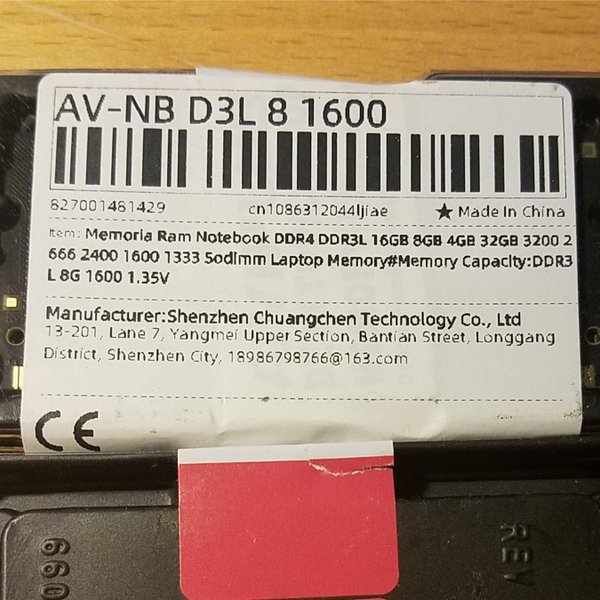 AV-NB D3L 8 1600
827001481429 cn1086312044ljiae ★ Made In China
Item: Memoria Ram Notebook DDR4 DDR3L 16GB 8GB 4GB 32GB 3200 2
666 2400 1600 1333 Sodimm Laptop Memory#Memory Capacity:DDR3
L 8G 1600 1.35V
Manufacturer:Shenzhen Chuangchen Technology Co., Ltd
13-201, Lane 7, Yangmei Upper Section, Bantian Street, Longgang
District, Shenzhen City, 18986798766@163.com
CE
660
REV